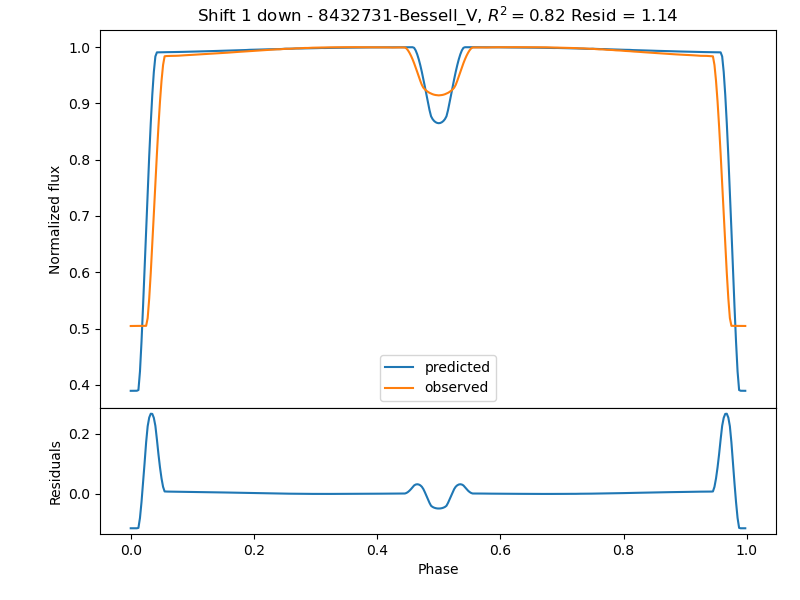 Shift 1 down - 8432731-Bessell_V, R² = 0.82 Resid = 1.14
1.0
0.9
0.8
0.7
0.6
0.5
0.4
Normalized flux
predicted
observed
0.2
0.0
Residuals
0.0 0.2 0.4 0.6 0.8 1.0
Phase